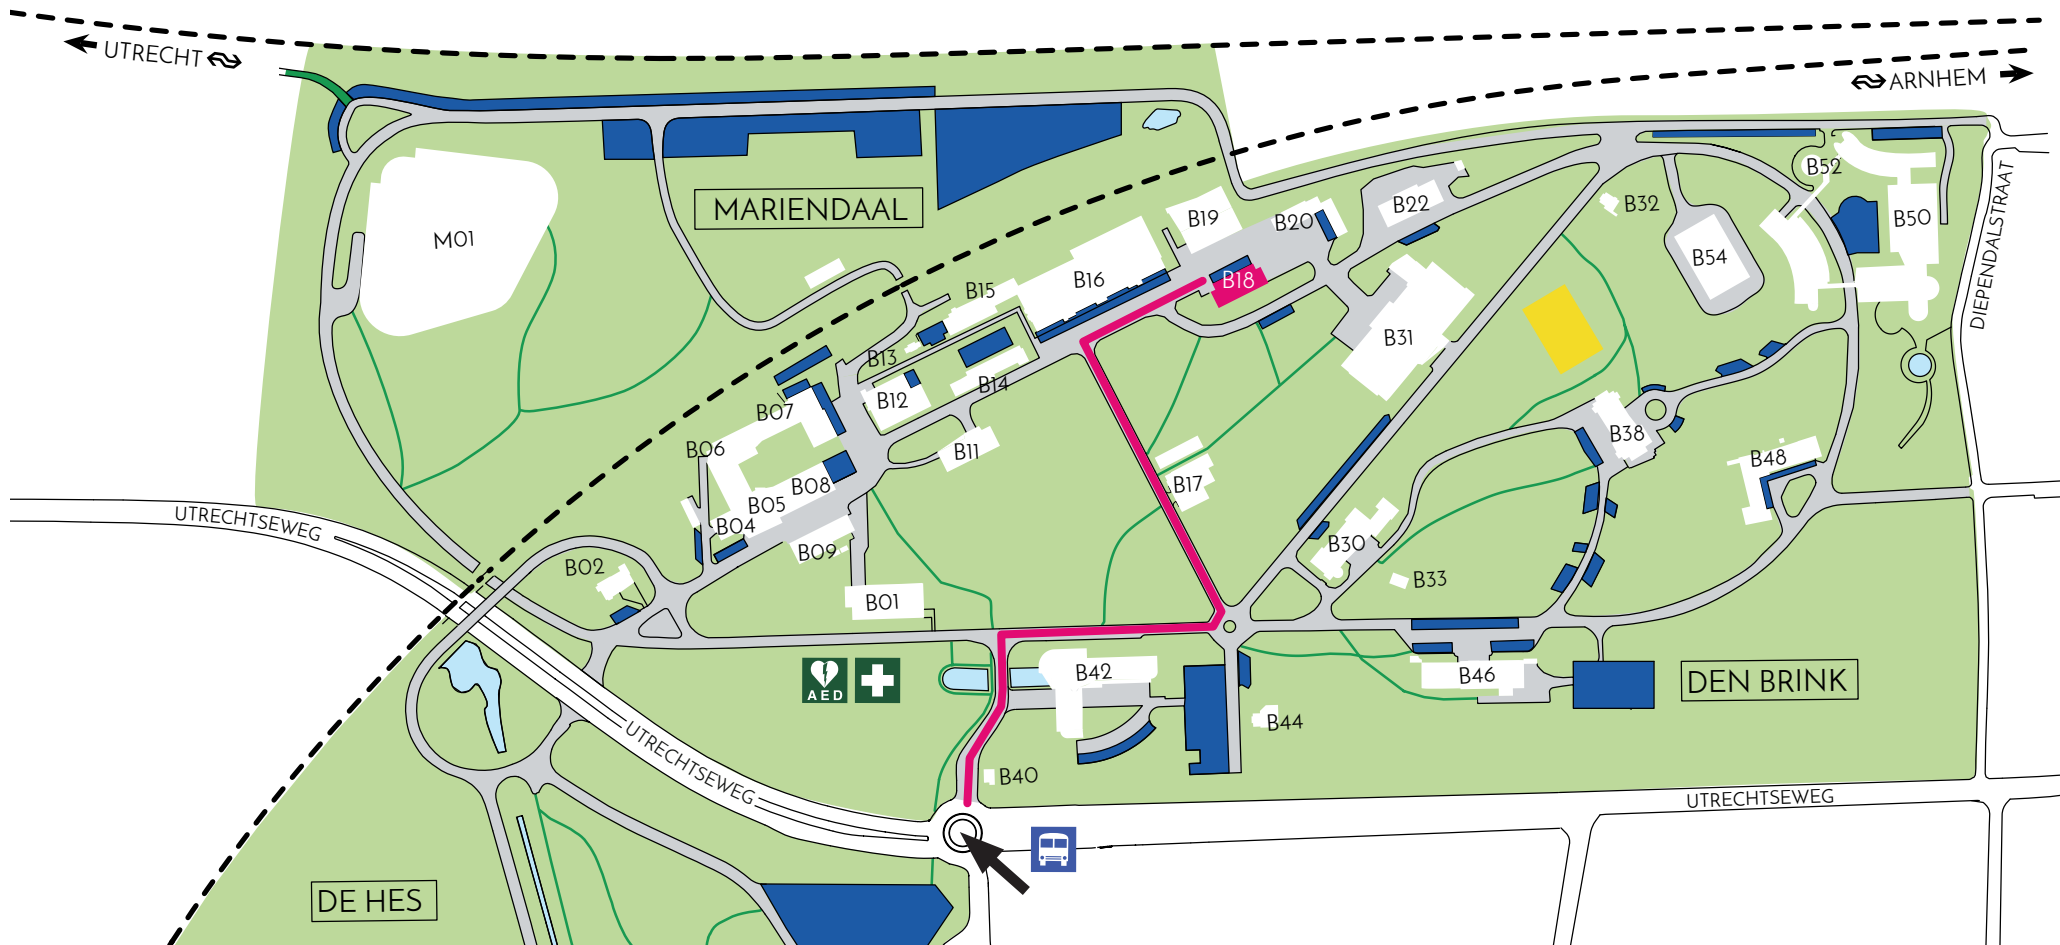 UTRECHT
ARNHEM
MARIENDAAL
M01
B52
B32
B22
B19
B20
B50
B54
B16
B18
B15
DIEPENDALSTRAAT
B31
B13
B14
B12
B07
B38
B06
B11
B48
B08
B17
B05
UTRECHTSEWEG
B04
B09
B30
B02
B33
B01
B42
AED
B46
DEN BRINK
B44
UTRECHTSEWEG
B40
UTRECHTSEWEG
DE HES